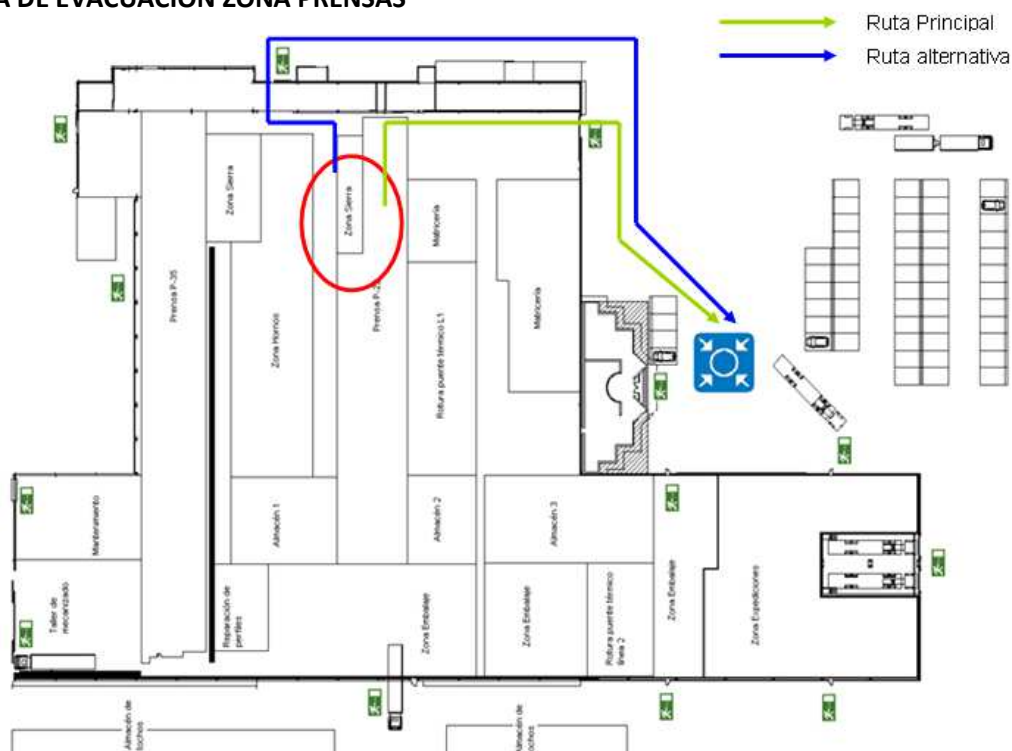 A DE EVACUACIÓN ZONA PRENSAS
Ruta Principal
Ruta alternativa
Zona Sierra
Zona Sierra
Matricería
Prensa P-35
Zona Hornos
Prensa P-2
Rotura puente térmico L1
Matricería
Mantenimiento
Almacén 1
Almacén 2
Almacén 3
Taller de
mecanizado
Reparación de
perfiles
Zona Embalaje
Zona Embalaje
Rotura puente térmico
línea 2
Zona Embalaje
Zona Expediciones
Almacén de
tochos
Almacén de
tochos